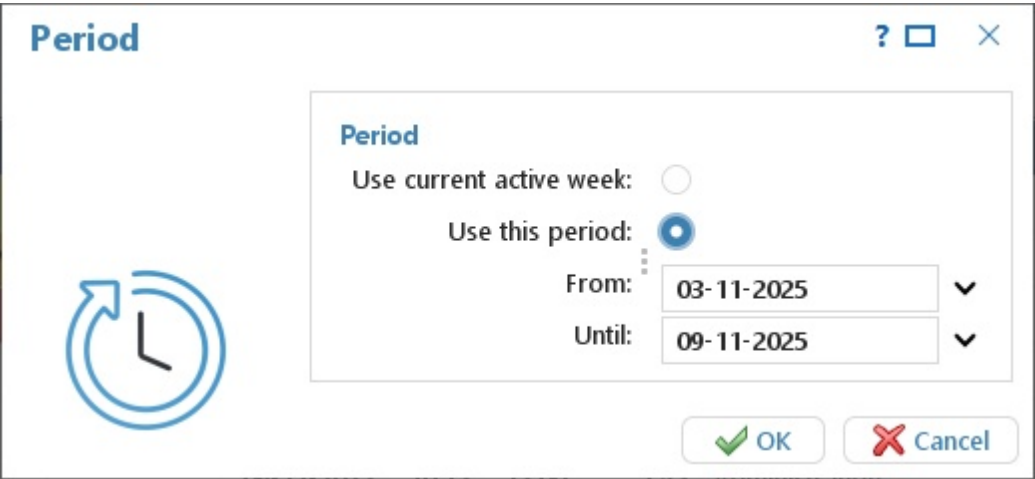 Period
?
Period
Use current active week:
Use this period:
From: 03-11-2025
Until: 09-11-2025
OK Cancel